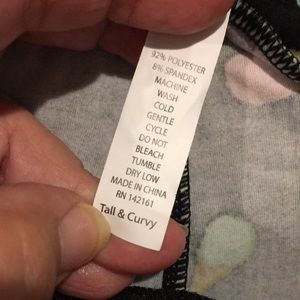 92% POLYESTER
8% SPANDEX
MACHINE
WASH
COLD
GENTLE
CYCLE
DO NOT
BLEACH
TUMBLE
DRY LOW
MADE IN CHINA
RN 142161
Tall & Curvy